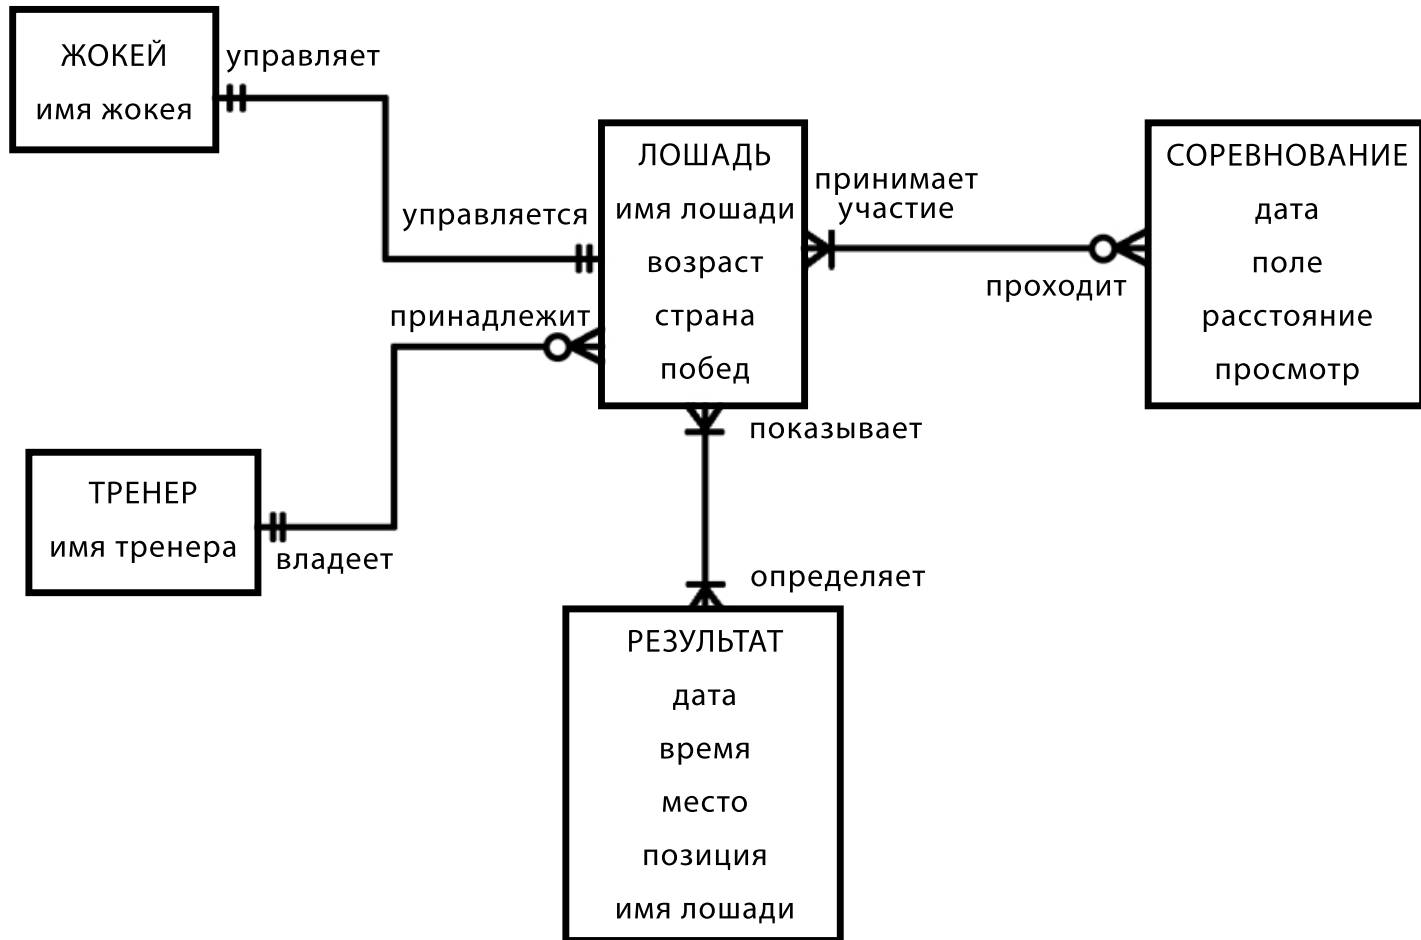 ЖОКЕЙ
имя жокея
управляет
управляется
ЛОШАДЬ
имя лошади
возраст
страна
побед
принимает
участие
проходит
СОРЕВНОВАНИЕ
дата
поле
расстояние
просмотр
принадлежит
ТРЕНЕР
имя тренера
владеет
показывает
определяет
РЕЗУЛЬТАТ
дата
время
место
позиция
имя лошади